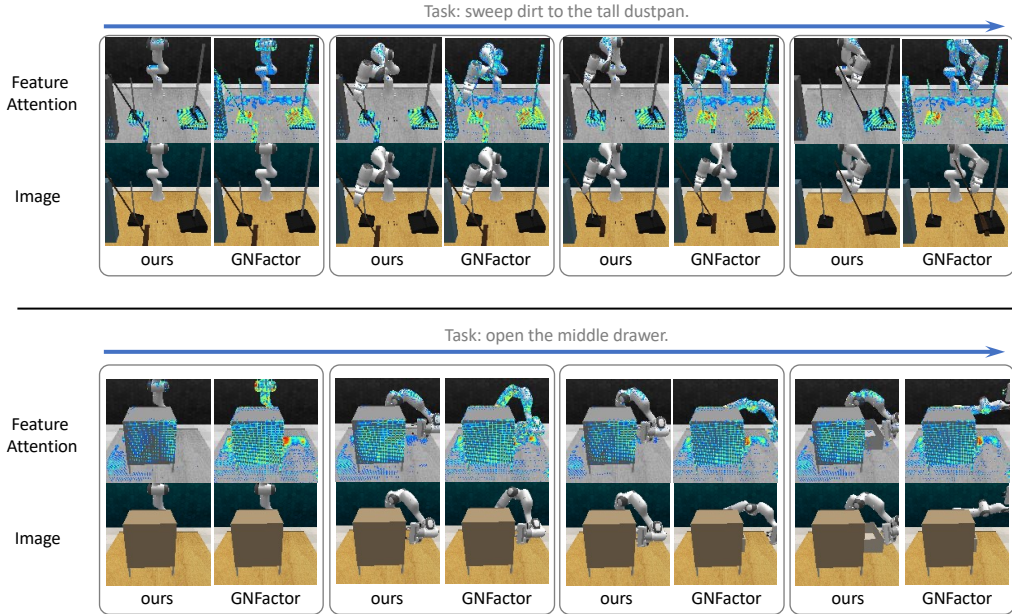 Task: sweep dirt to the tall dustpan.
Feature
Attention
Image
ours GNFactor ours GNFactor ours GNFactor ours GNFactor
Task: open the middle drawer.
Feature
Attention
Image
ours GNFactor ours GNFactor ours GNFactor ours GNFactor